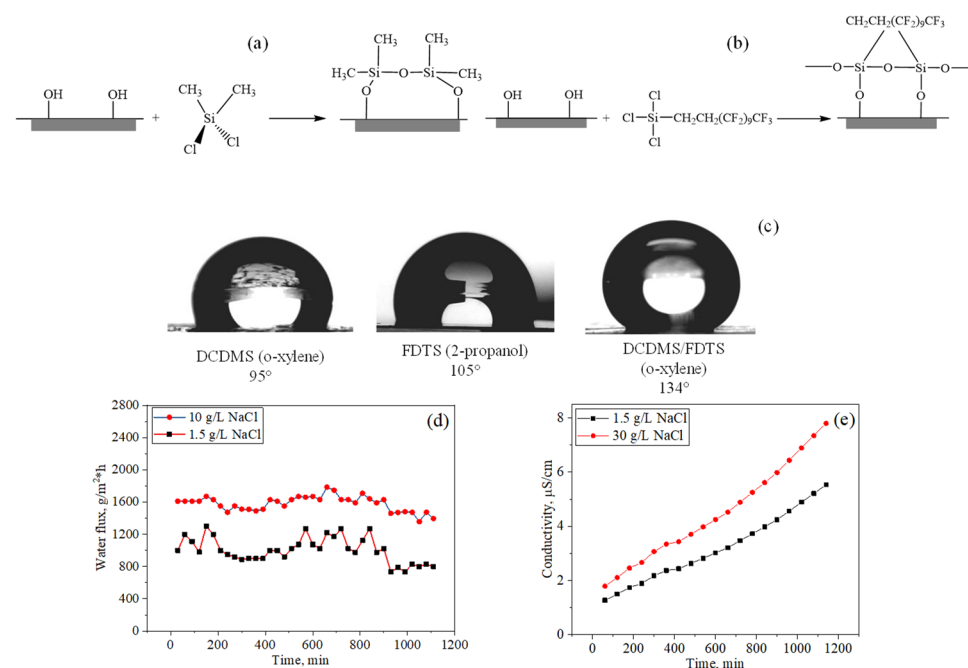 (a)
(b)
OH
OH
+
CH3
Si
Cl
Cl
CH3
CH3
H3C
Si
O
Si
CH3
O
O
OH
OH
+
Cl
Cl
Si
CH2CH2(CF2)9CF3
Cl
CH2CH2(CF2)9CF3
O
Si
O
Si
O
O
O
(c)
DCDMS (o-xylene)
95°
FDTS (2-propanol)
105°
DCDMS/FDTS
(o-xylene)
134°
(d)
10 g/L NaCl
1.5 g/L NaCl
Water flux, g/m²*h
2800
2400
2000
1600
1200
800
400
0
0
200
400
600
800
1000
1200
Time, min
(e)
1.5 g/L NaCl
30 g/L NaCl
Conductivity, µS/cm
8
6
4
2
0
0
200
400
600
800
1000
1200
Time, min